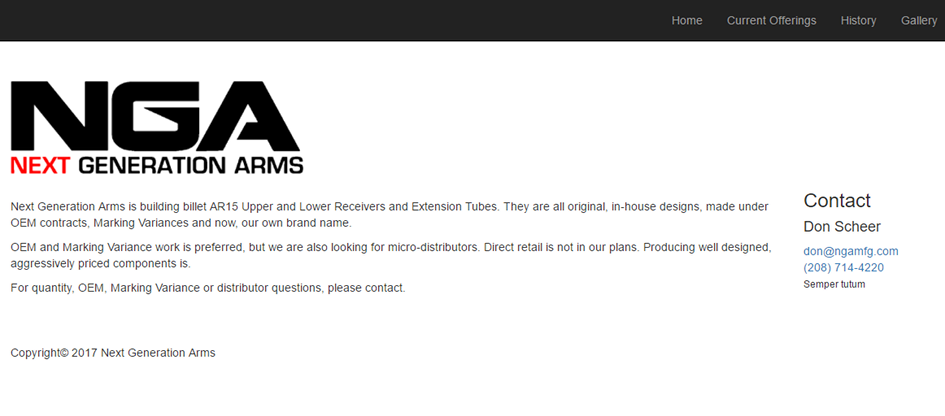 Home Current Offerings History Gallery
NGA
NEXT GENERATION ARMS
Next Generation Arms is building billet AR15 Upper and Lower Receivers and Extension Tubes. They are all original, in-house designs, made under
OEM contracts, Marking Variances and now, our own brand name.
OEM and Marking Variance work is preferred, but we are also looking for micro-distributors. Direct retail is not in our plans. Producing well designed,
aggressively priced components is.
For quantity, OEM, Marking Variance or distributor questions, please contact.
Contact
Don Scheer
don@ngamfg.com
(208) 714-4220
Semper tutum
Copyright© 2017 Next Generation Arms